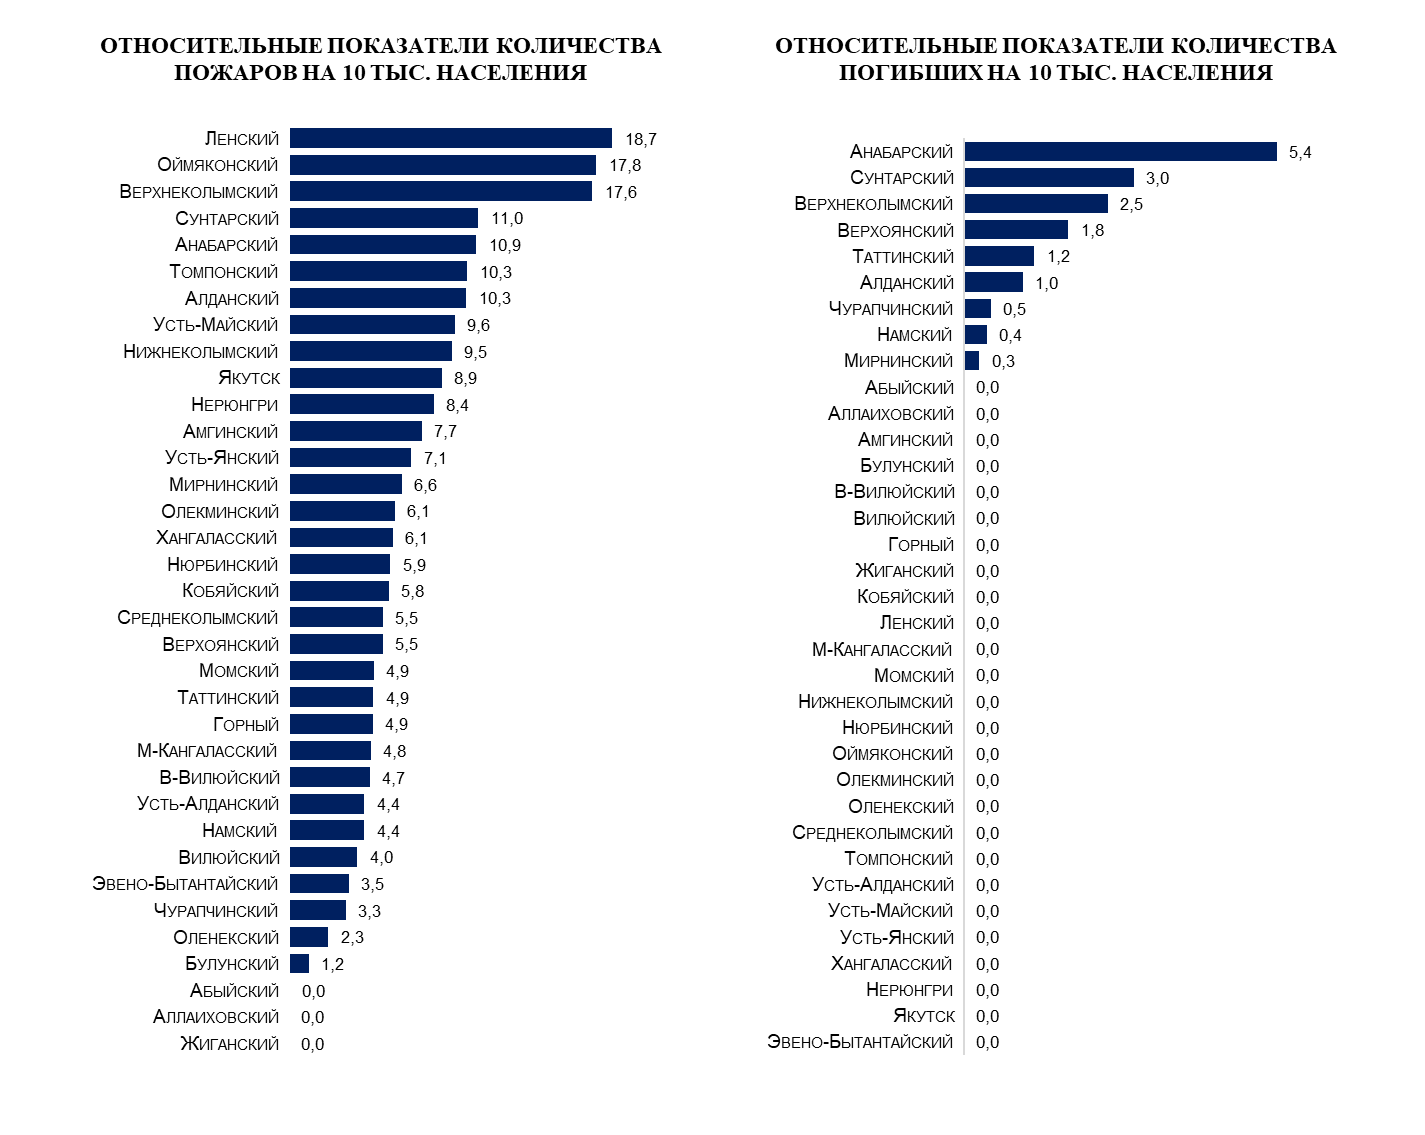 ОТНОСИТЕЛЬНЫЕ ПОКАЗАТЕЛИ КОЛИЧЕСТВА
ПОЖАРОВ НА 10 ТЫС. НАСЕЛЕНИЯ
ЛЕНСКИЙ 18,7
ОЙМЯКОНСКИЙ 17,8
ВЕРХНЕКОЛЫМСКИЙ 17,6
СУНТАРСКИЙ 11,0
АНАБАРСКИЙ 10,9
ТОМПОНСКИЙ 10,3
АЛДАНСКИЙ 10,3
УСТЬ-МАЙСКИЙ 9,6
НИЖНЕКОЛЫМСКИЙ 9,5
ЯКУТСК 8,9
НЕРЮНГРИ 8,4
АМГИНСКИЙ 7,7
УСТЬ-ЯНСКИЙ 7,1
МИРНИНСКИЙ 6,6
ОЛЕКМИНСКИЙ 6,1
ХАНГАЛАССКИЙ 6,1
НЮРБИНСКИЙ 5,9
КОБЯЙСКИЙ 5,8
СРЕДНЕКОЛЫМСКИЙ 5,5
ВЕРХОЯНСКИЙ 5,5
МОМСКИЙ 4,9
ТАТТИНСКИЙ 4,9
ГОРНЫЙ 4,9
М-КАНГАЛАССКИЙ 4,8
В-ВИЛЮЙСКИЙ 4,7
УСТЬ-АЛДАНСКИЙ 4,4
НАМСКИЙ 4,4
ВИЛЮЙСКИЙ 4,0
ЭВЕНО-БЫТАНТАЙСКИЙ 3,5
ЧУРАПЧИНСКИЙ 3,3
ОЛЕНЕКСКИЙ 2,3
БУЛУНСКИЙ 1,2
АБЫЙСКИЙ 0,0
АЛЛАИХОВСКИЙ 0,0
ЖИГАНСКИЙ 0,0
ОТНОСИТЕЛЬНЫЕ ПОКАЗАТЕЛИ КОЛИЧЕСТВА
ПОГИБШИХ НА 10 ТЫС. НАСЕЛЕНИЯ
АНАБАРСКИЙ 5,4
СУНТАРСКИЙ 3,0
ВЕРХНЕКОЛЫМСКИЙ 2,5
ВЕРХОЯНСКИЙ 1,8
ТАТТИНСКИЙ 1,2
АЛДАНСКИЙ 1,0
ЧУРАПЧИНСКИЙ 0,5
НАМСКИЙ 0,4
МИРНИНСКИЙ 0,3
АБЫЙСКИЙ 0,0
АЛЛАИХОВСКИЙ 0,0
АМГИНСКИЙ 0,0
БУЛУНСКИЙ 0,0
В-ВИЛЮЙСКИЙ 0,0
ВИЛЮЙСКИЙ 0,0
ГОРНЫЙ 0,0
ЖИГАНСКИЙ 0,0
КОБЯЙСКИЙ 0,0
ЛЕНСКИЙ 0,0
М-КАНГАЛАССКИЙ 0,0
МОМСКИЙ 0,0
НИЖНЕКОЛЫМСКИЙ 0,0
НЮРБИНСКИЙ 0,0
ОЙМЯКОНСКИЙ 0,0
ОЛЕКМИНСКИЙ 0,0
ОЛЕНЕКСКИЙ 0,0
СРЕДНЕКОЛЫМСКИЙ 0,0
ТОМПОНСКИЙ 0,0
УСТЬ-АЛДАНСКИЙ 0,0
УСТЬ-МАЙСКИЙ 0,0
УСТЬ-ЯНСКИЙ 0,0
ХАНГАЛАССКИЙ 0,0
НЕРЮНГРИ 0,0
ЯКУТСК 0,0
ЭВЕНО-БЫТАНТАЙСКИЙ 0,0